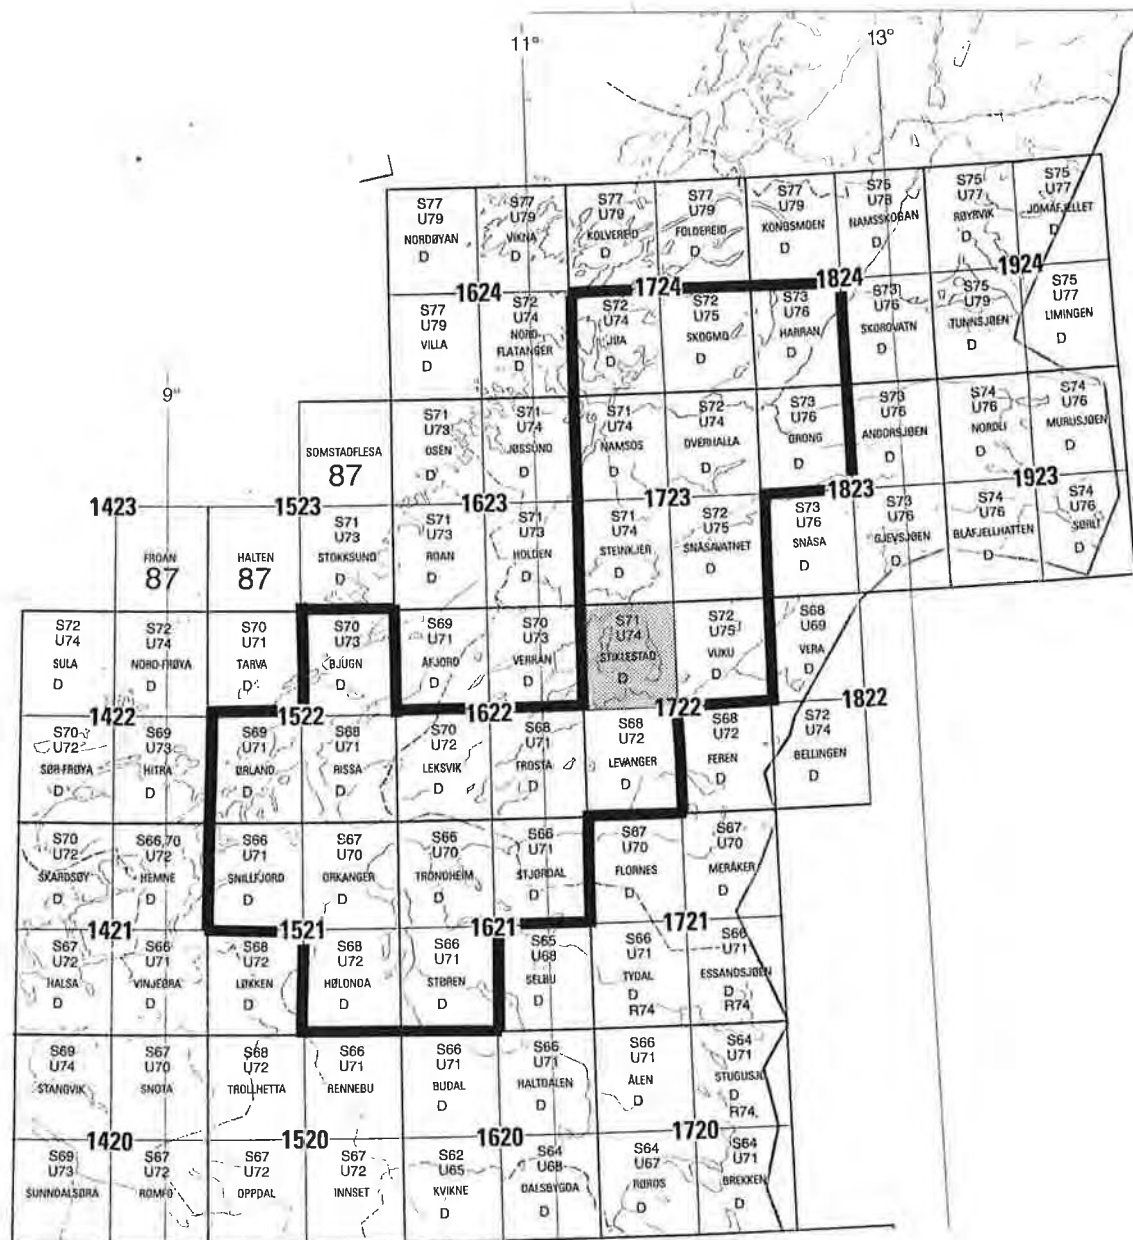 11°
13°
S77
U79
NORDØYAN
D
S77
U79
VIKNA
D
S77
U79
KOLVEREID
D
S77
U79
FOLDEREID
D
S77
U79
KONGSMOEN
D
S75
U78
NAMSSKOGAN
D
S75
U77
RØYRVIK
D
S75
U77
JOMAFJELLET
D
1624
1724
1824
1924
S77
U79
VILLA
D
S72
U74
NORD-
FLATANGER
D
S72
U74
JØA
D
S72
U75
SKOGMO
D
S73
U76
HARRAN
D
S73
U76
SKOROVATN
D
S75
U79
TUNNSJØEN
D
S75
U77
LIMINGEN
D
9°
SOMSTADFLESA
87
S71
U73
OSEN
D
S71
U74
JØSSUND
D
S71
U74
NAMSOS
D
S72
U74
OVERHALLA
D
S73
U76
GRONG
D
S73
U76
ANDORSJØEN
D
S74
U76
NORDLI
D
S74
U76
MURUSJØEN
D
1423
1523
1623
1723
1823
1923
FROAN
87
HALTEN
87
S71
U73
STOKKSUND
D
S71
U73
ROAN
D
S71
U73
HOLDEN
D
S71
U74
STEINKJER
D
S72
U75
SNÅSAVATNET
D
S73
U76
SNÅSA
D
S73
U76
GJEVSJØEN
D
S74
U76
BLÅFJELLHATTEN
D
S74
U76
SØRLI
D
S72
U74
SULA
D
S72
U74
NORD-FRØYA
D
S70
U71
TARVA
D
S70
U73
BJUGN
D
S69
U71
ÅFJORD
D
S70
U73
VERRAN
D
S71
U74
STIKLESTAD
D
S72
U75
VUKU
D
S68
U69
VERA
D
1422
1522
1622
1722
1822
S70
U72
SØR-FRØYA
D
S69
U73
HITRA
D
S69
U71
ØRLAND
D
S68
U71
RISSA
D
S70
U72
LEKSVIK
D
S68
U71
FROSTA
D
S68
U72
LEVANGER
D
S68
U72
FEREN
D
S72
U74
BELLINGEN
D
S70
U72
SKARDSØY
D
S66,70
U72
HEMNE
D
S66
U71
SNILLFJORD
D
S67
U70
ORKANGER
D
S66
U70
TRONDHEIM
D
S66
U71
STJØRDAL
D
S67
U70
FLORNES
D
S67
U70
MERÅKER
D
1421
1521
1621
1721
S67
U72
HALSA
D
S66
U71
VINJEØRA
D
S68
U72
LØKKEN
D
S68
U72
HØLONDA
D
S66
U71
STØREN
D
S65
U68
SELBU
D
S66
U71
TYDAL
D
R74
S66
U71
ESSANDSJØEN
D
R74
S69
U74
STANGVIK
S67
U70
SNOTA
S68
U72
TROLLHETTA
S66
U71
RENNEBU
S66
U71
BUDAL
D
S66
U71
HALTDALEN
D
S66
U71
ÅLEN
D
S64
U71
STUGUSJØ
D
R74
1420
1520
1620
1720
S69
U73
SUNNDALSØRA
S67
U72
ROMFO
S67
U72
OPPDAL
S67
U72
INNSET
S62
U65
KVIKNE
D
S64
U68
DALSBYGDA
D
S64
U67
RØROS
D
S64
U71
BREKKEN
D